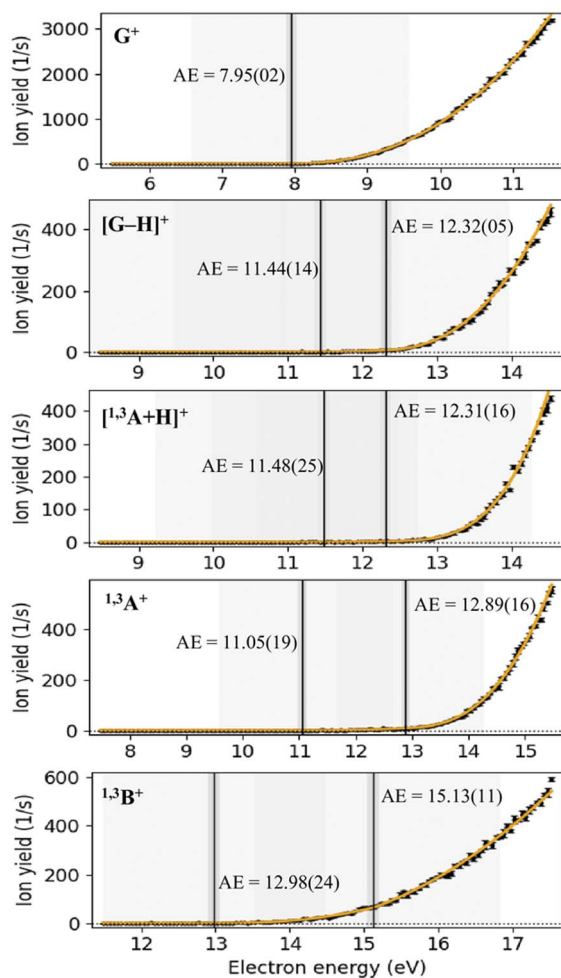 G⁺
AE = 7.95(02)
Ion yield (1/s)
3000
2000
1000
0
6 7 8 9 10 11
[G–H]⁺
AE = 12.32(05)
AE = 11.44(14)
Ion yield (1/s)
400
200
0
9 10 11 12 13 14
[¹,³A+H]⁺
AE = 12.31(16)
AE = 11.48(25)
Ion yield (1/s)
400
300
200
100
0
9 10 11 12 13 14
¹,³A⁺
AE = 12.89(16)
AE = 11.05(19)
Ion yield (1/s)
400
200
0
8 9 10 11 12 13 14 15
¹,³B⁺
AE = 15.13(11)
AE = 12.98(24)
Ion yield (1/s)
600
400
200
0
12 13 14 15 16 17
Electron energy (eV)